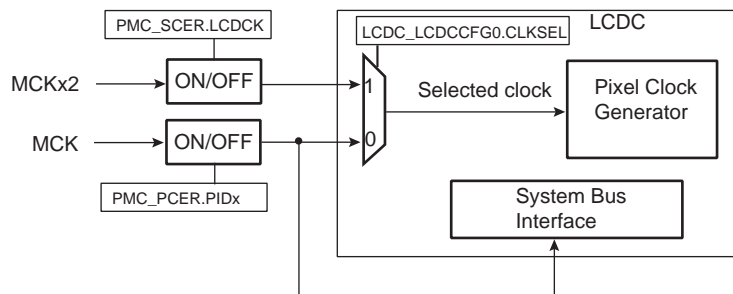 PMC_SCER.LCDCK
LCDC_LCDCCFG0.CLKSEL
LCDC
MCKx2
ON/OFF
1
Selected clock
Pixel Clock
Generator
MCK
ON/OFF
0
PMC_PCER.PIDx
System Bus
Interface